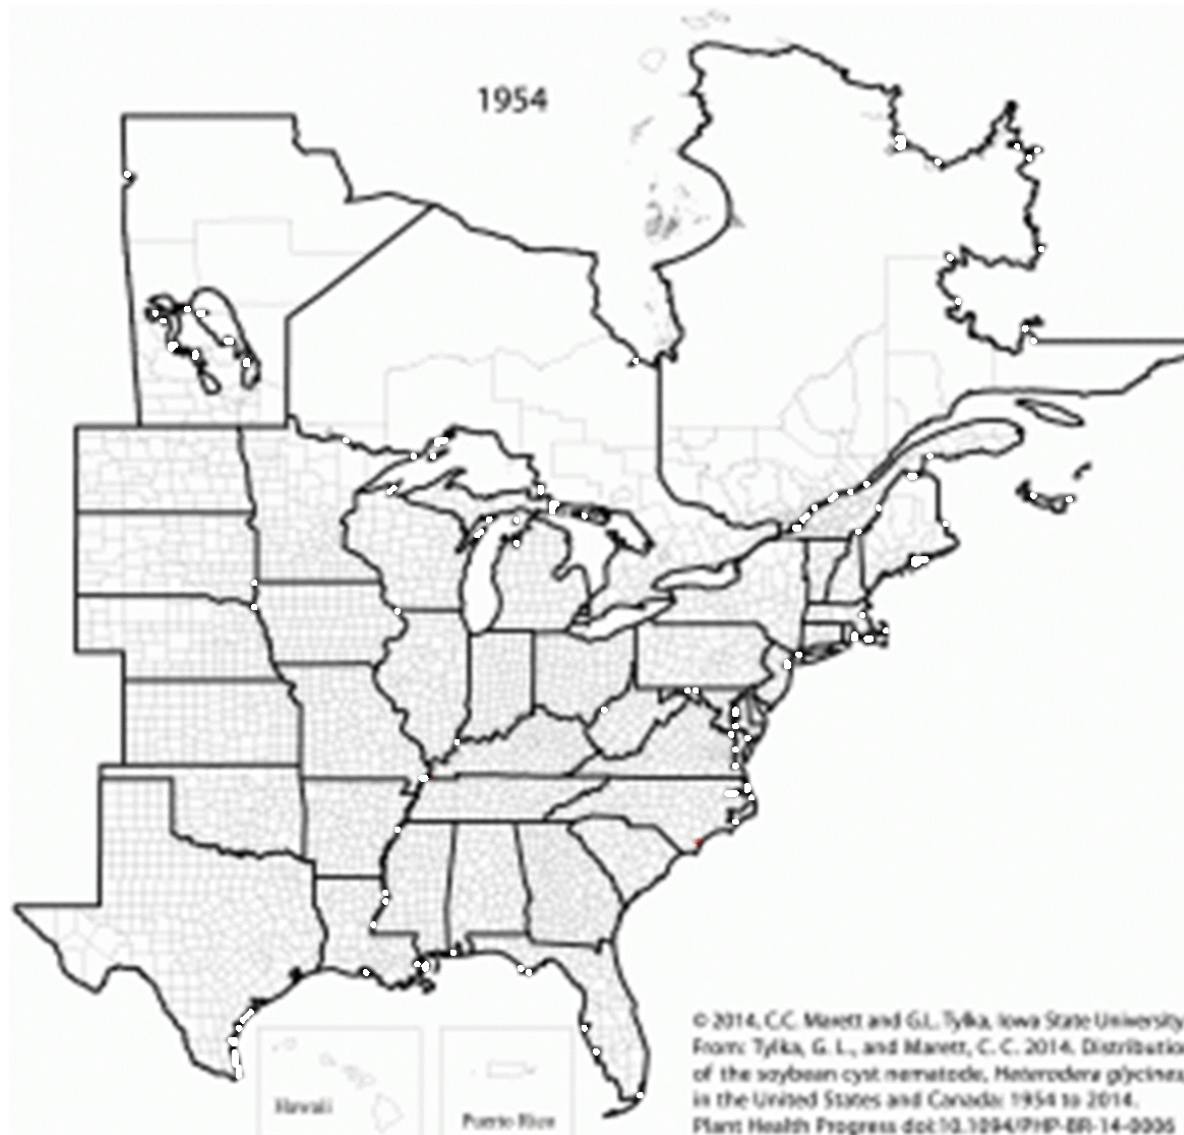 1954
Hawaii
Puerto Rico
© 2014, C.C. Marett and G.L. Tylka, Iowa State University
From: Tylka, G. L., and Marett, C. C. 2014. Distributio
of the soybean cyst nematode, Heterodera glycines,
in the United States and Canada: 1954 to 2014.
Plant Health Progress doi:10.1094/PHP-BR-14-0006